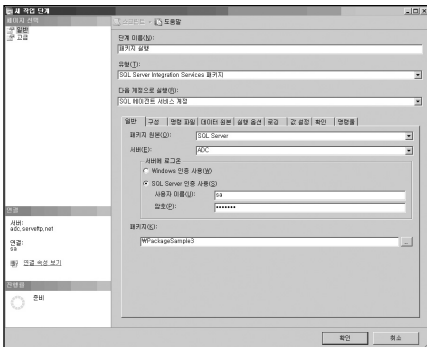 새 작업 단계
페이지 선택
일반
고급
스크립트 도움말
단계 이름(N):
패키지 실행
유형(T):
SQL Server Integration Services 패키지
다음 계정으로 실행(R):
SQL 에이전트 서비스 계정
일반 구성 명령 파일 데이터 원본 실행 옵션 로깅 값 설정 확인 명령줄
패키지 원본(O): SQL Server
서버(E): ADC
서버에 로그온
Windows 인증 사용(W)
SQL Server 인증 사용(S)
사용자 이름(U): sa
암호(P): *******
패키지(K):
₩PackageSample3
...
연결
서버:
adc.serveftp.net
연결:
sa
연결 속성 보기
진행률
준비
확인 취소